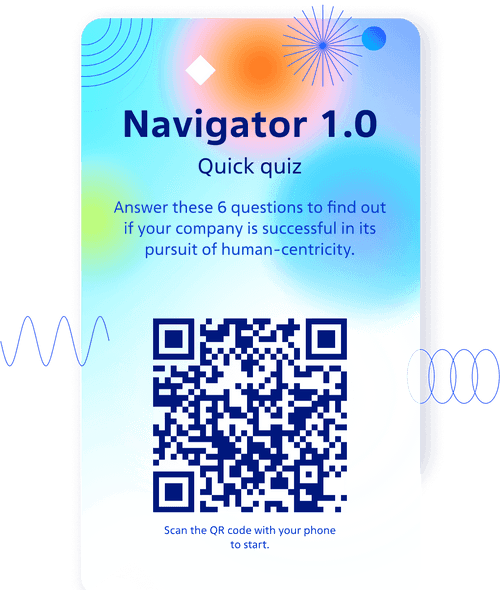 Navigator 1.0
Quick quiz
Answer these 6 questions to find out
if your company is successful in its
pursuit of human-centricity.
Scan the QR code with your phone
to start.